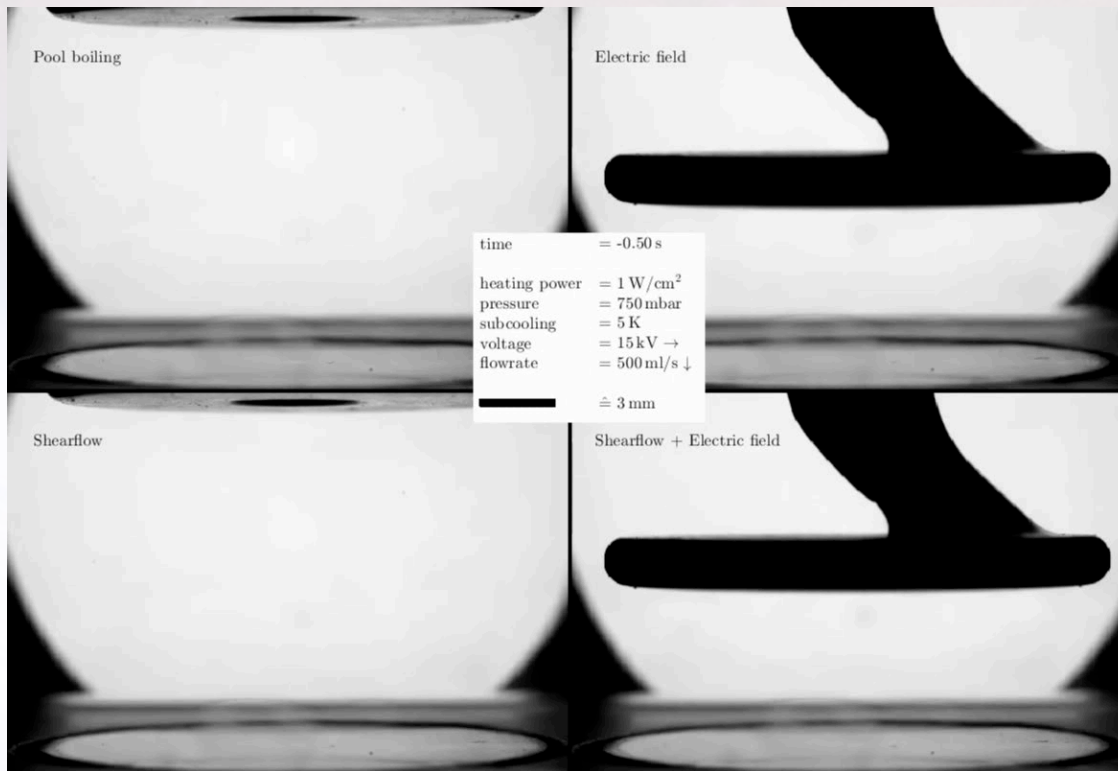 Pool boiling
Electric field
time = -0.50 s
heating power = 1 W/cm²
pressure = 750 mbar
subcooling = 5 K
voltage = 15 kV →
flowrate = 500 ml/s ↓
≙ 3 mm
Shearflow
Shearflow + Electric field